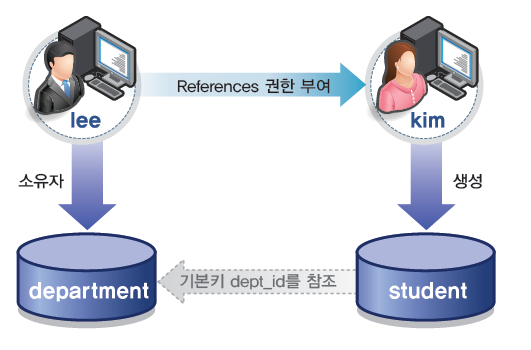 References 권한 부여
lee
kim
소유자
생성
기본키 dept_id를 참조
department
student